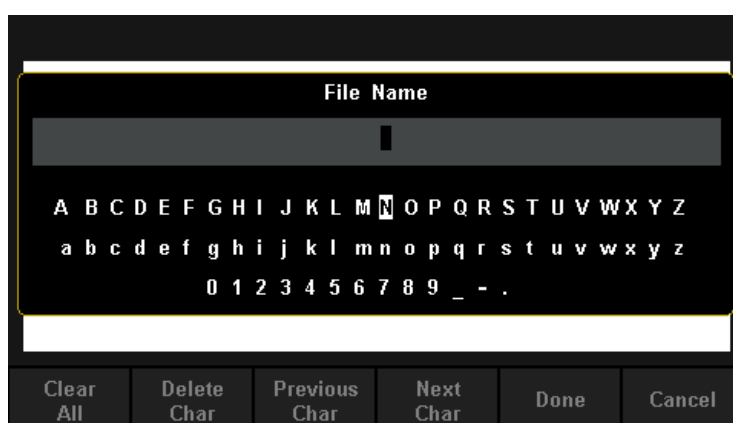 File Name
A B C D E F G H I J K L M N O P Q R S T U V W X Y Z
a b c d e f g h i j k l m n o p q r s t u v w x y z
0 1 2 3 4 5 6 7 8 9 _ - .
Clear All
Delete Char
Previous Char
Next Char
Done
Cancel